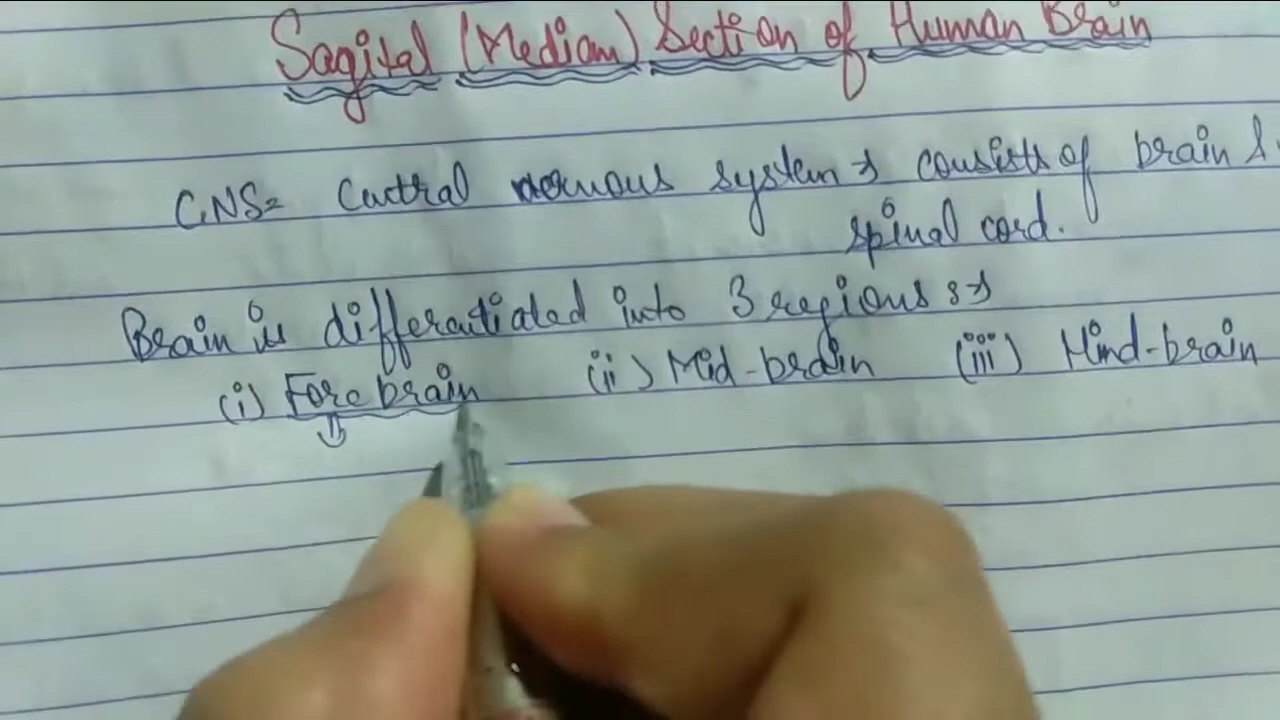 Sagital (Median) Section of Human Brain
CNS= Central nervous system → consists of brain &
spinal cord.
Brain is differentiated into 3 regions :→
(i) Fore brain (ii) Mid-brain (iii) Hind-brain